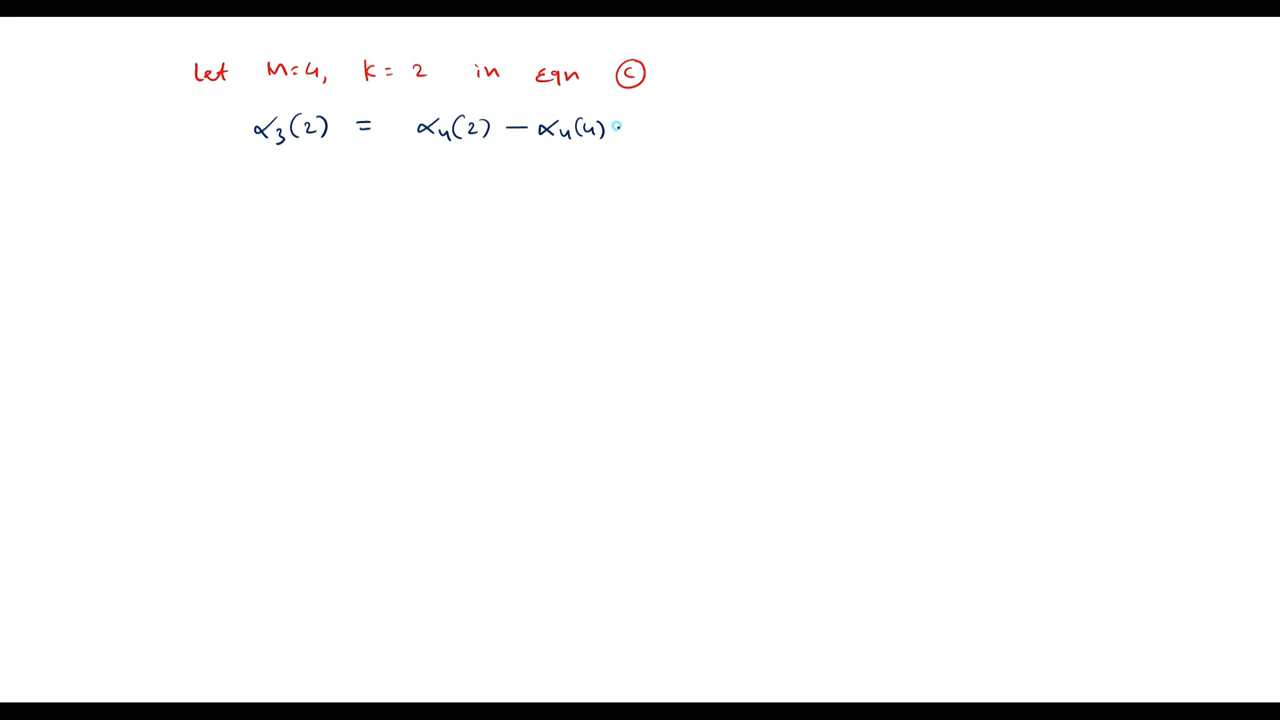 Let M=4, K=2 in Eqn Ⓒ
α₃(2) = α₄(2) − α₄(4) ·